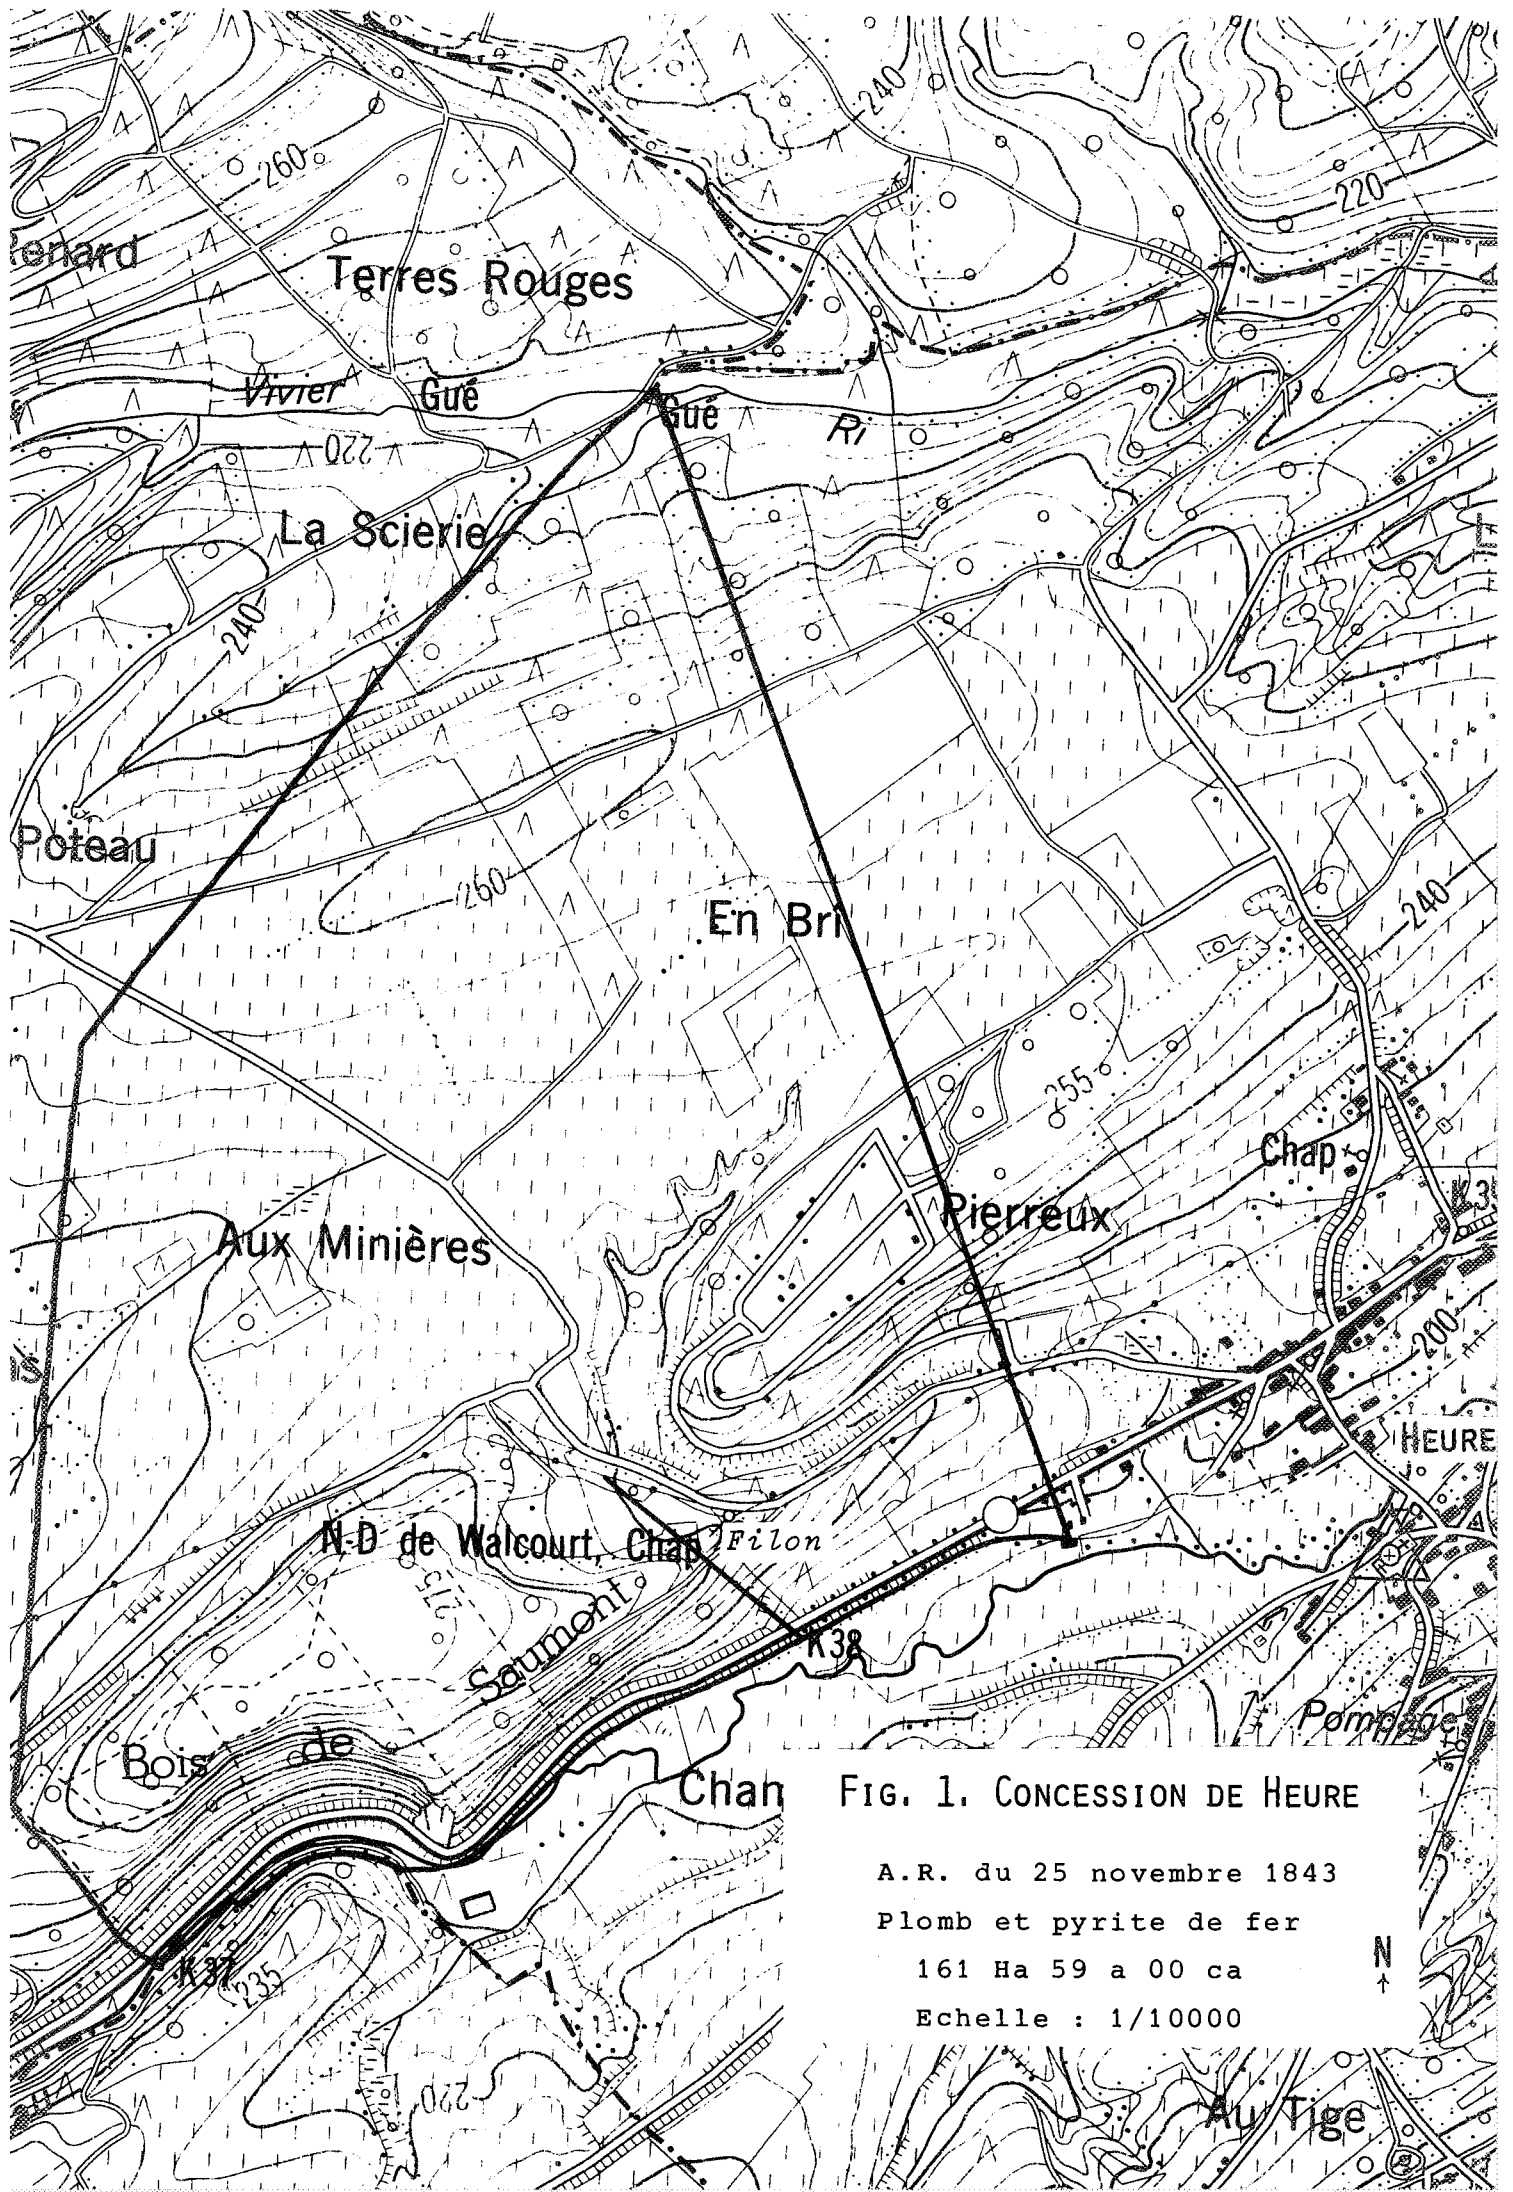 240
260
220
Renard
Terres Rouges
Vivier
Gué
Gué
Ri
220
La Scierie
240
Poteau
260
En Bri
240
255
Chap
Pierreux
Aux Minières
200
HEURE
N-D de Walcourt, Chap
Filon
215
Saumont
K38
Pompage
Bois de
Chan
K37
235
220
FIG. 1. CONCESSION DE HEURE
A.R. du 25 novembre 1843
Plomb et pyrite de fer
161 Ha 59 a 00 ca
N
Echelle : 1/10000
Au Tige